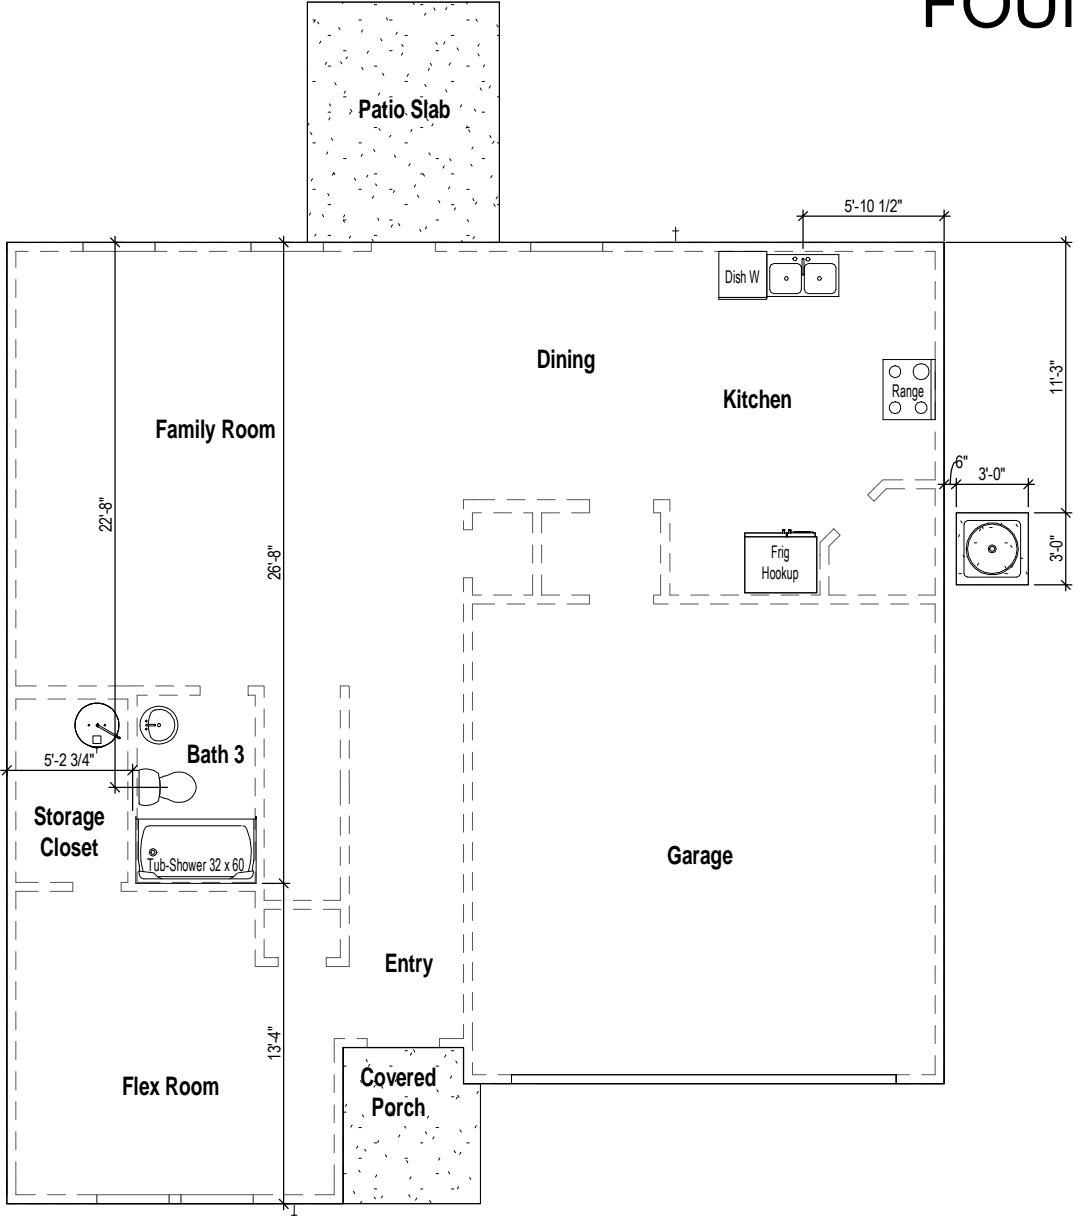 FOU
Patio Slab
5'-10 1/2"
Dish W
Dining
Kitchen
Range
11'-3"
Family Room
6"
3'-0"
22'-8"
26'-8"
Frig
Hookup
3'-0"
Bath 3
5'-2 3/4"
Storage
Closet
Tub-Shower 32 x 60
Garage
Entry
13'-4"
Flex Room
Covered
Porch